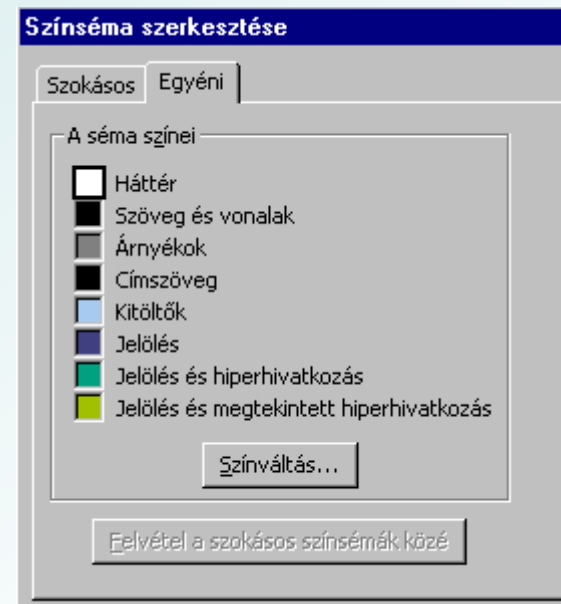 Színséma szerkesztése
Szokásos Egyéni
A séma színei
Háttér
Szöveg és vonalak
Árnyékok
Címszöveg
Kitöltők
Jelölés
Jelölés és hiperhivatkozás
Jelölés és megtekintett hiperhivatkozás
Színváltás...
Felvétel a szokásos színsémák közé